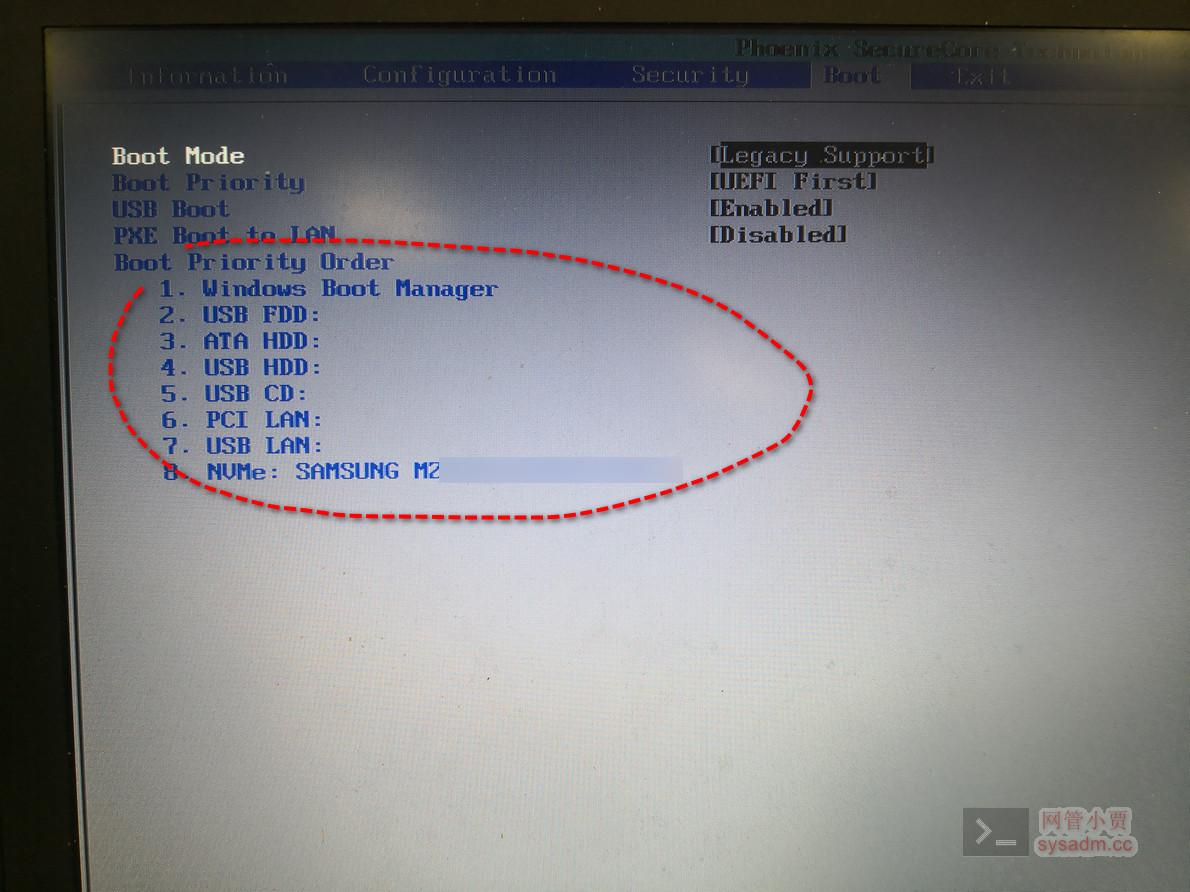 Phoenix SecureCore
Information Configuration Security Boot Exit
Boot Mode [Legacy Support]
Boot Priority [UEFI First]
USB Boot [Enabled]
PXE Boot to LAN [Disabled]
Boot Priority Order
1. Windows Boot Manager
2. USB FDD:
3. ATA HDD:
4. USB HDD:
5. USB CD:
6. PCI LAN:
7. USB LAN:
8. NVMe: SAMSUNG MZ
>_ 网管小贾
sysadm.cc